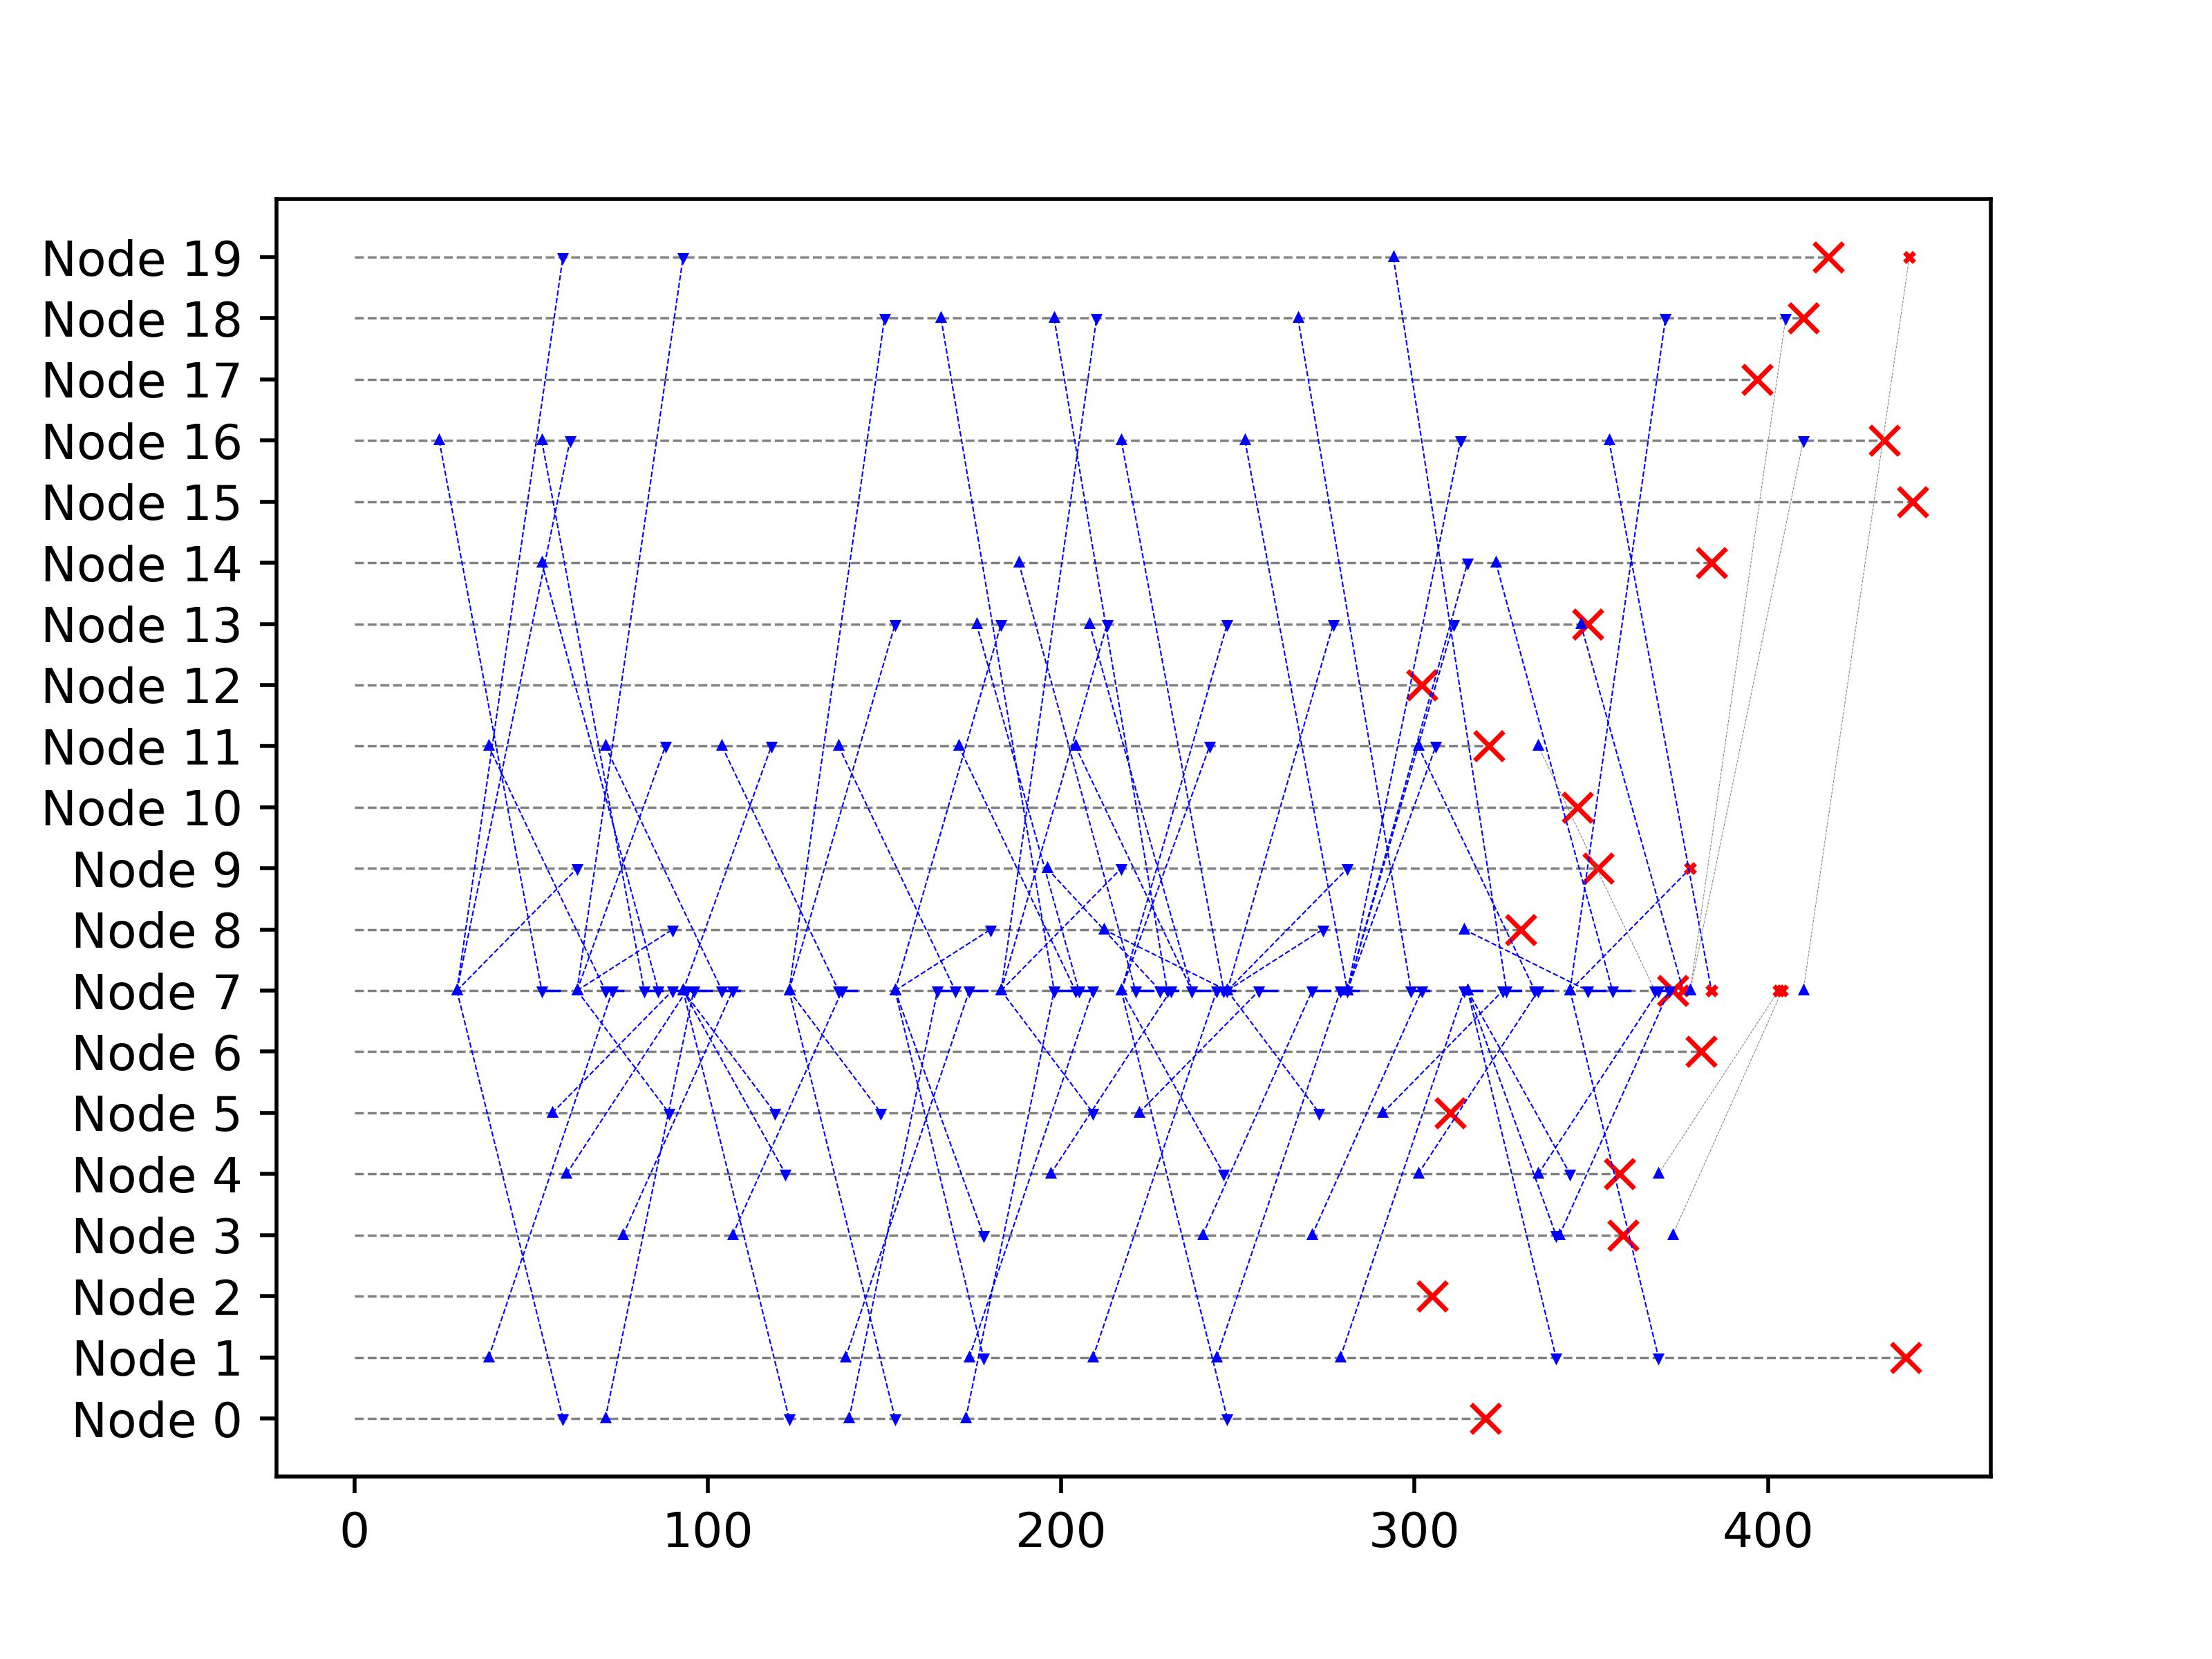 Node 19
Node 18
Node 17
Node 16
Node 15
Node 14
Node 13
Node 12
Node 11
Node 10
Node 9
Node 8
Node 7
Node 6
Node 5
Node 4
Node 3
Node 2
Node 1
Node 0
0 100 200 300 400